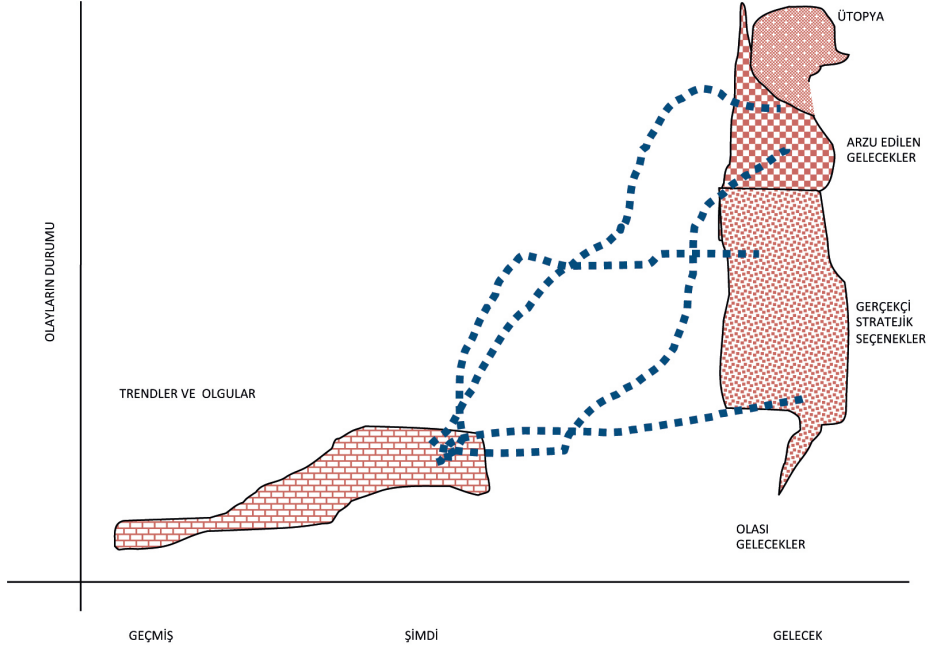 ÜTOPYA
ARZU EDİLEN
GELECEKLER
OLAYLARIN DURUMU
GERÇEKÇİ
STRATEJİK
SEÇENEKLER
TRENDLER VE OLGULAR
OLASI
GELECEKLER
GEÇMİŞ
ŞİMDİ
GELECEK